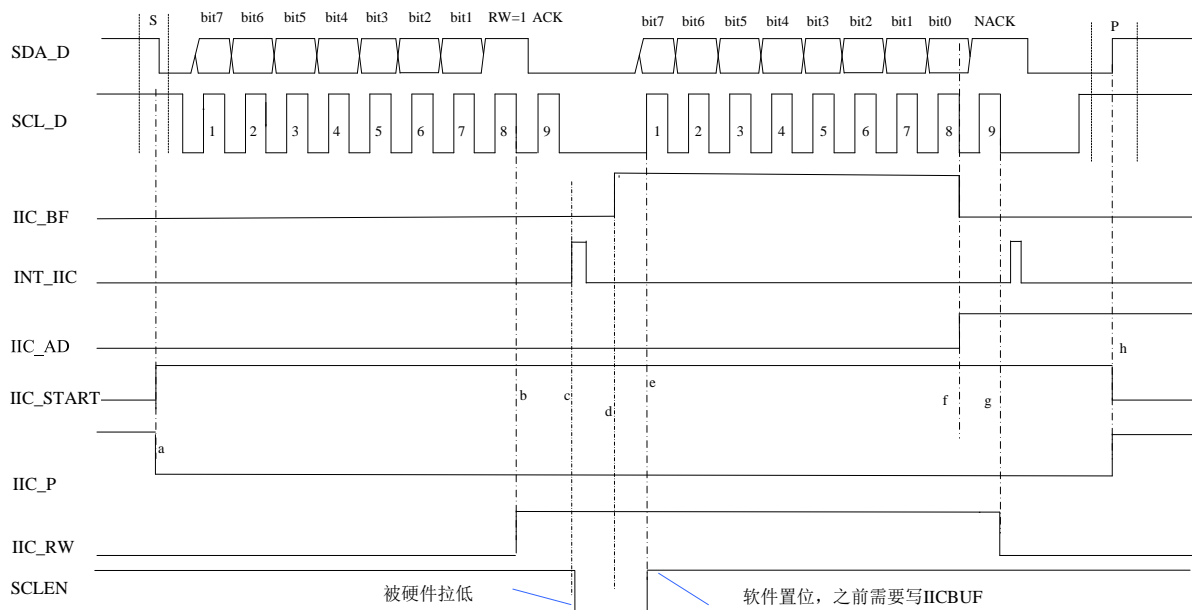 S bit7 bit6 bit5 bit4 bit3 bit2 bit1 RW=1 ACK bit7 bit6 bit5 bit4 bit3 bit2 bit1 bit0 NACK P
SDA_D
SCL_D 1 2 3 4 5 6 7 8 9 1 2 3 4 5 6 7 8 9
IIC_BF
INT_IIC
IIC_AD
h
IIC_START b c d e f g
a
IIC_P
IIC_RW
SCLEN 被硬件拉低 软件置位，之前需要写IICBUF